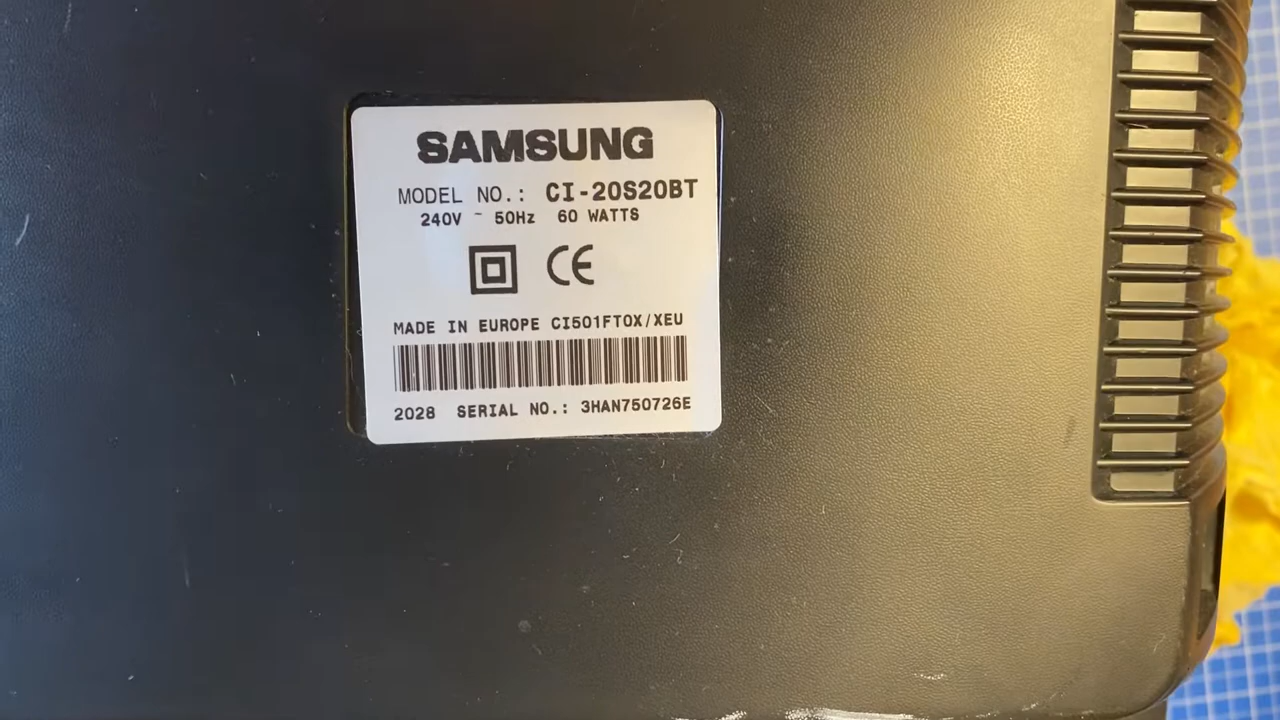 SAMSUNG
MODEL NO.: CI-20S20BT
240V ~ 50Hz 60 WATTS
CE
MADE IN EUROPE CI501FTOX/XEU
2028 SERIAL NO.: 3HAN750726E